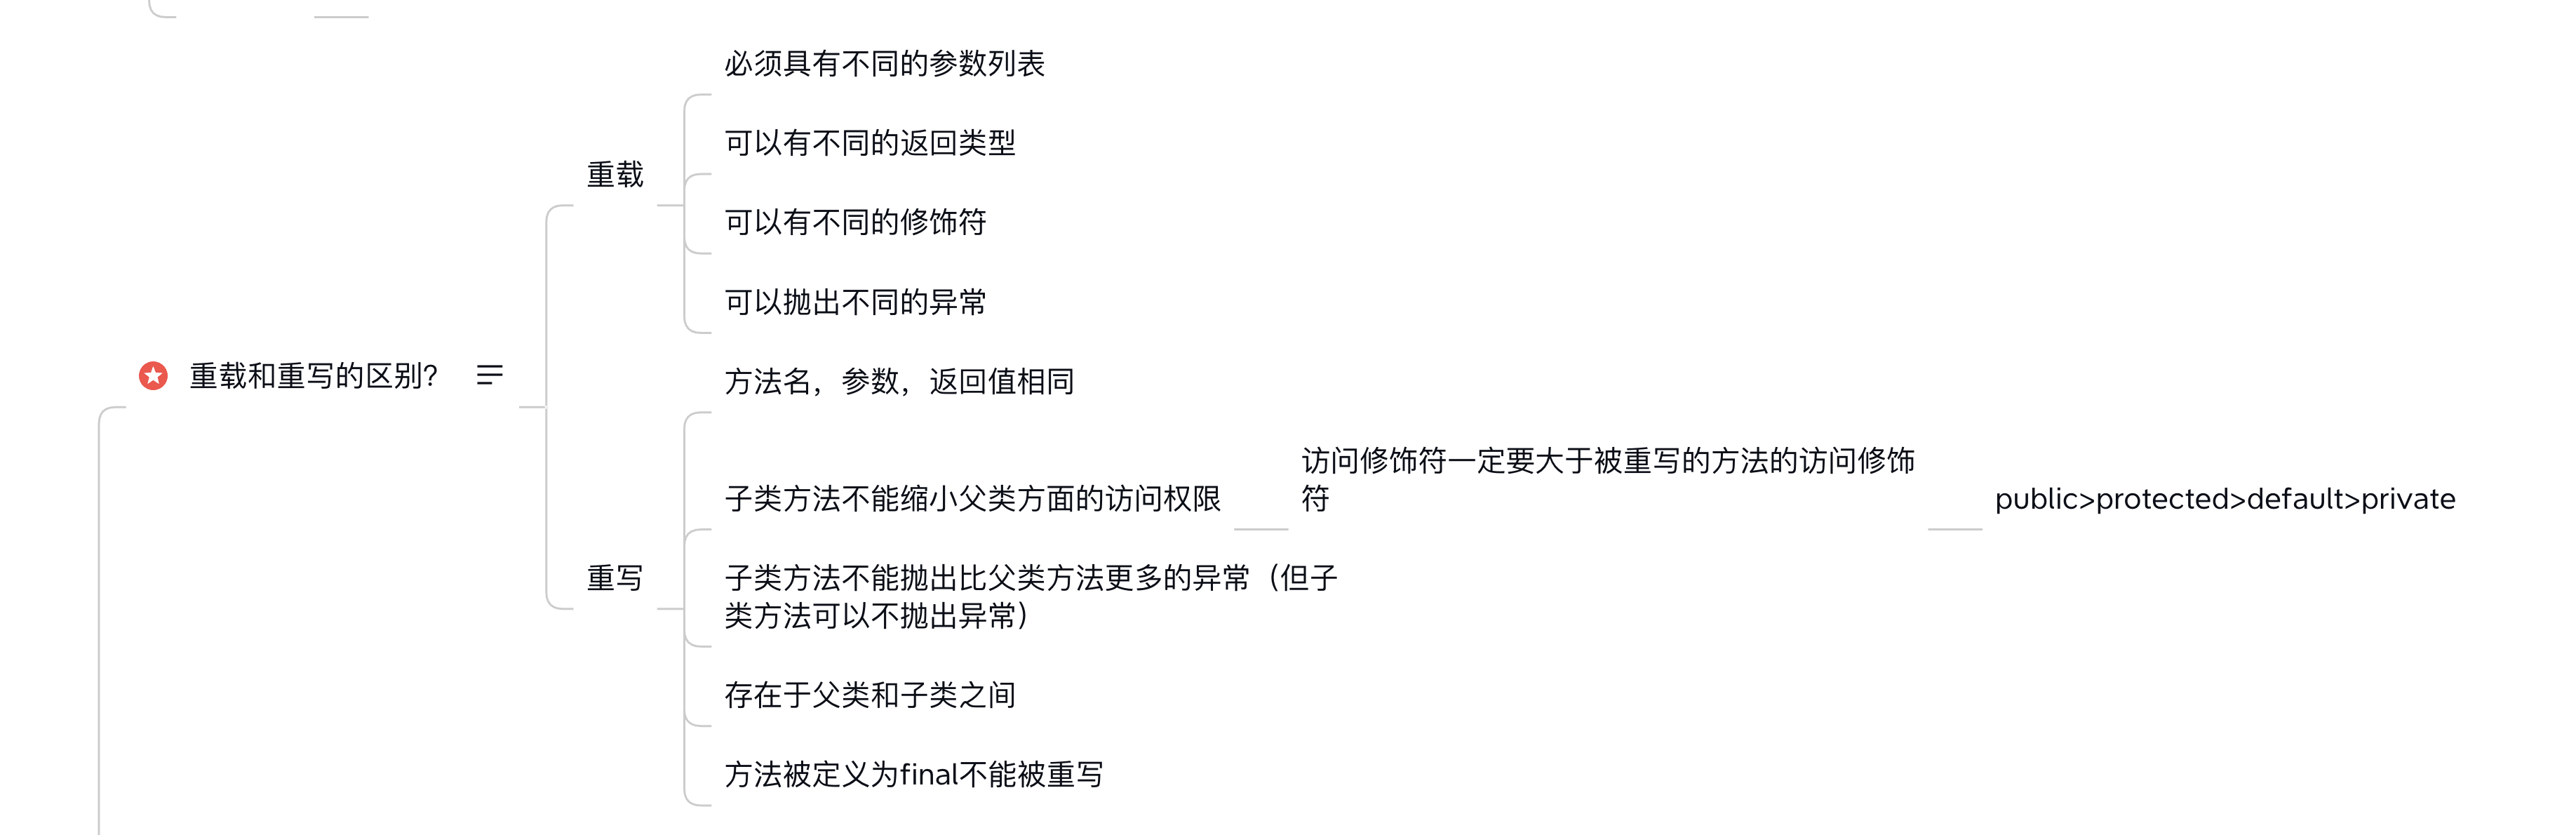 必须具有不同的参数列表
可以有不同的返回类型
重载
可以有不同的修饰符
可以抛出不同的异常
重载和重写的区别?
方法名，参数，返回值相同
访问修饰符一定要大于被重写的方法的访问修饰
符
子类方法不能缩小父类方面的访问权限
public>protected>default>private
重写
子类方法不能抛出比父类方法更多的异常（但子
类方法可以不抛出异常）
存在于父类和子类之间
方法被定义为final不能被重写